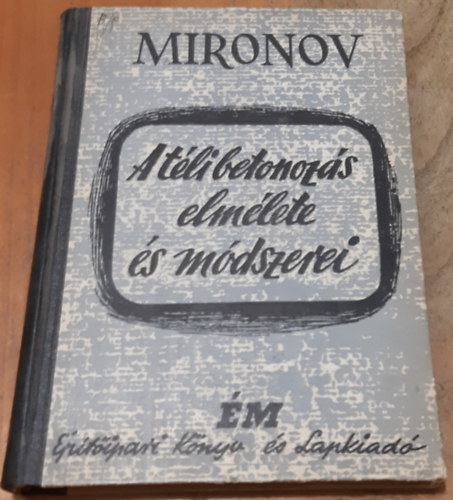 MIRONOV
A téli betonozás
elmélete
és módszerei
ÉM
Építőipari Könyv és Lapkiadó